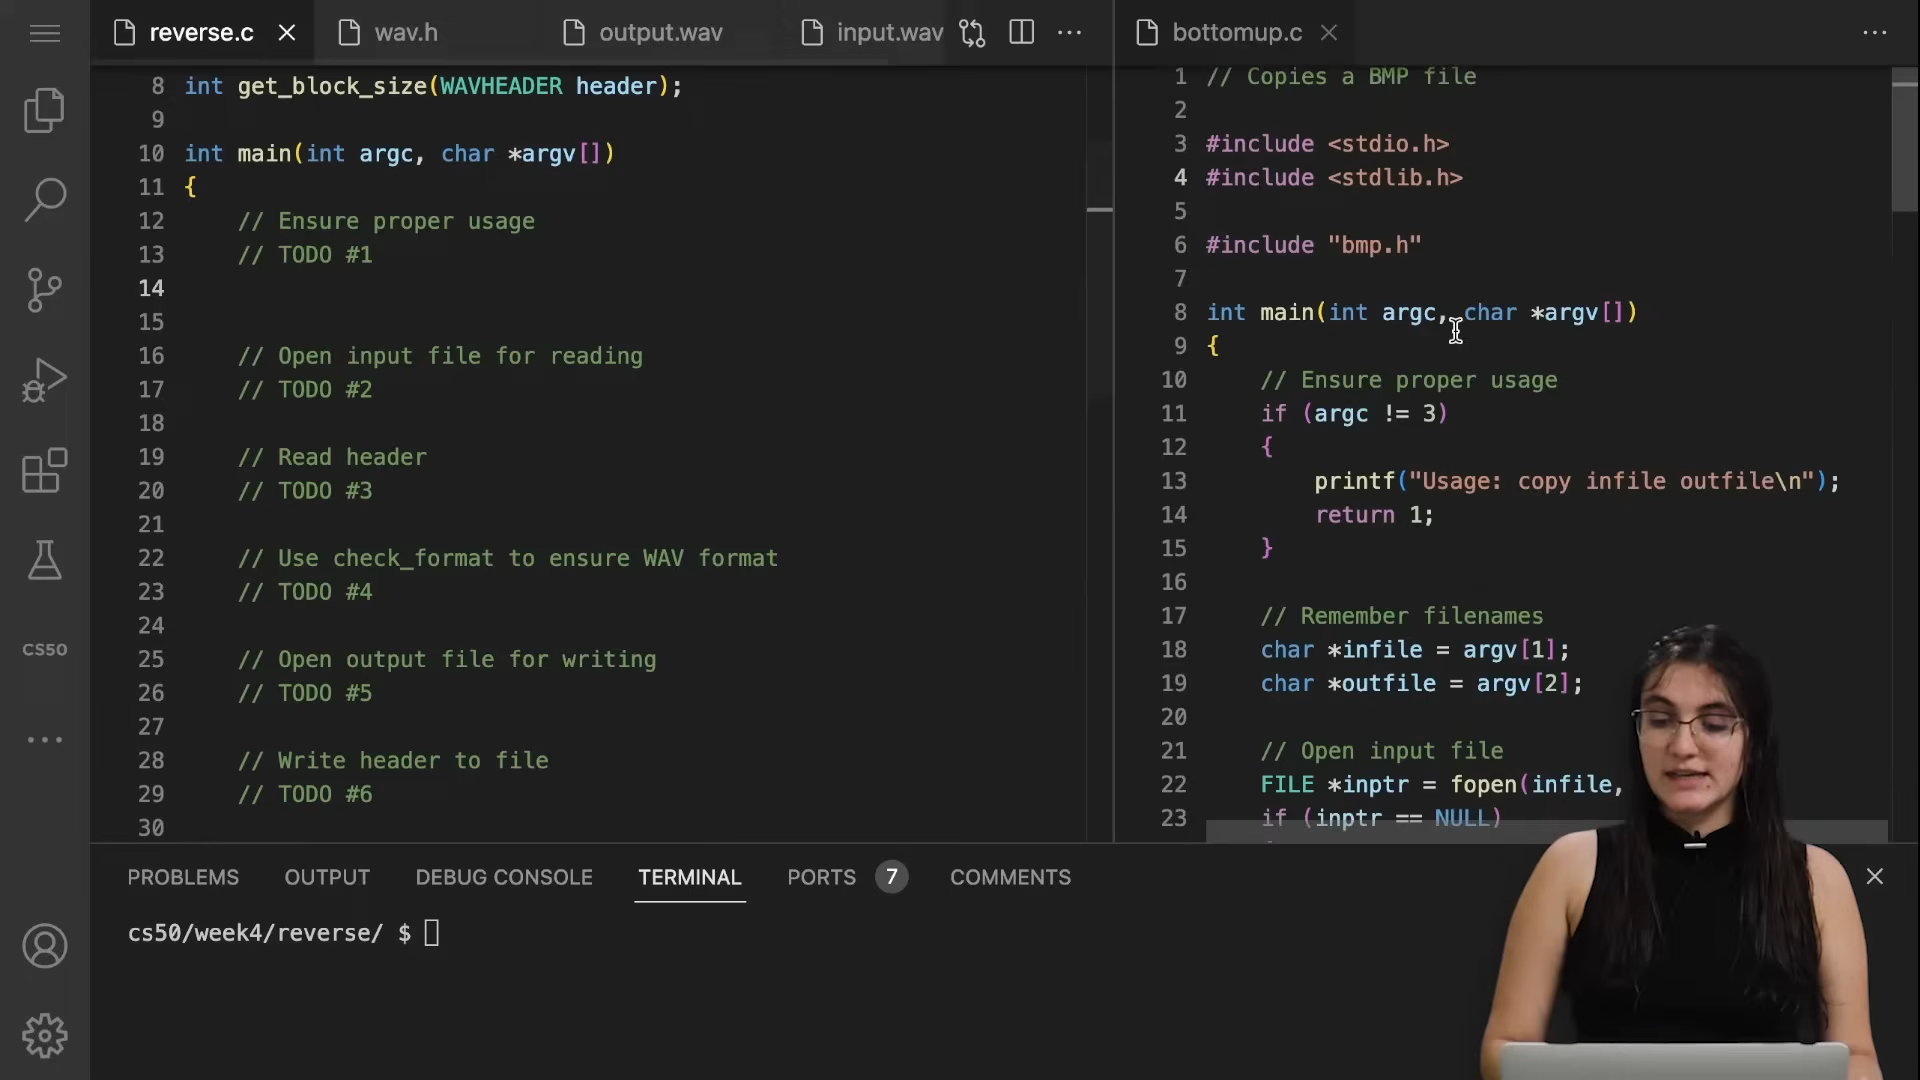 reverse.c
wav.h
output.wav
input.wav
8 int get_block_size(WAVHEADER header);
9
10 int main(int argc, char *argv[])
11 {
12 // Ensure proper usage
13 // TODO #1
14
15
16 // Open input file for reading
17 // TODO #2
18
19 // Read header
20 // TODO #3
21
22 // Use check_format to ensure WAV format
23 // TODO #4
24
25 // Open output file for writing
26 // TODO #5
27
28 // Write header to file
29 // TODO #6
30
bottomup.c
1 // Copies a BMP file
2
3 #include <stdio.h>
4 #include <stdlib.h>
5
6 #include "bmp.h"
7
8 int main(int argc, char *argv[])
9 {
10 // Ensure proper usage
11 if (argc != 3)
12 {
13 printf("Usage: copy infile outfile\n");
14 return 1;
15 }
16
17 // Remember filenames
18 char *infile = argv[1];
19 char *outfile = argv[2];
20
21 // Open input file
22 FILE *inptr = fopen(infile,
23 if (inptr == NULL)
CS50
PROBLEMS OUTPUT DEBUG CONSOLE TERMINAL PORTS 7 COMMENTS
cs50/week4/reverse/ $